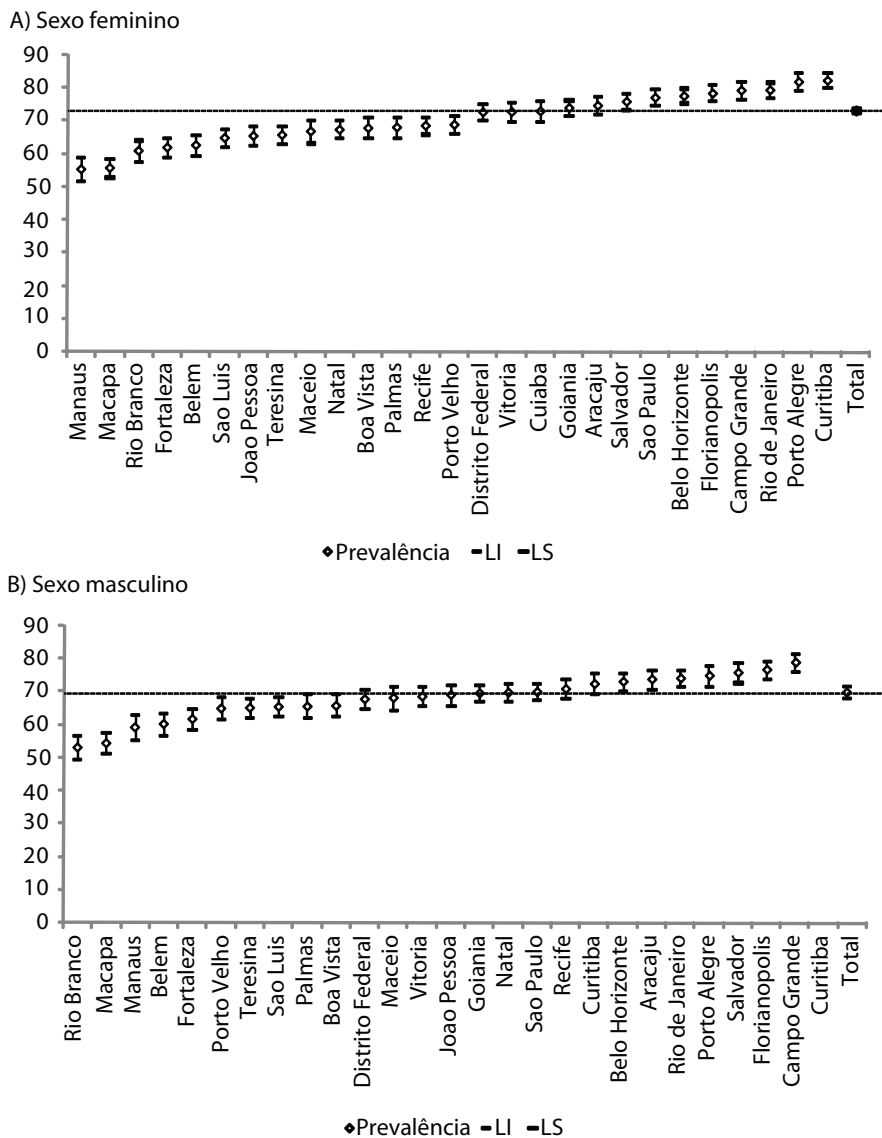 A) Sexo feminino
90
80
70
60
50
40
30
20
10
0
Manaus
Macapa
Rio Branco
Fortaleza
Belem
Sao Luis
Joao Pessoa
Teresina
Maceio
Natal
Boa Vista
Palmas
Recife
Porto Velho
Distrito Federal
Vitoria
Cuiaba
Goiania
Aracaju
Salvador
Sao Paulo
Belo Horizonte
Florianopolis
Campo Grande
Rio de Janeiro
Porto Alegre
Curitiba
Total
Prevalência LI LS
B) Sexo masculino
90
80
70
60
50
40
30
20
10
0
Rio Branco
Macapa
Manaus
Belem
Fortaleza
Porto Velho
Teresina
Sao Luis
Palmas
Boa Vista
Distrito Federal
Maceio
Vitoria
Joao Pessoa
Goiania
Natal
Sao Paulo
Recife
Curitiba
Belo Horizonte
Aracaju
Rio de Janeiro
Porto Alegre
Salvador
Florianopolis
Campo Grande
Curitiba
Total
Prevalência LI LS